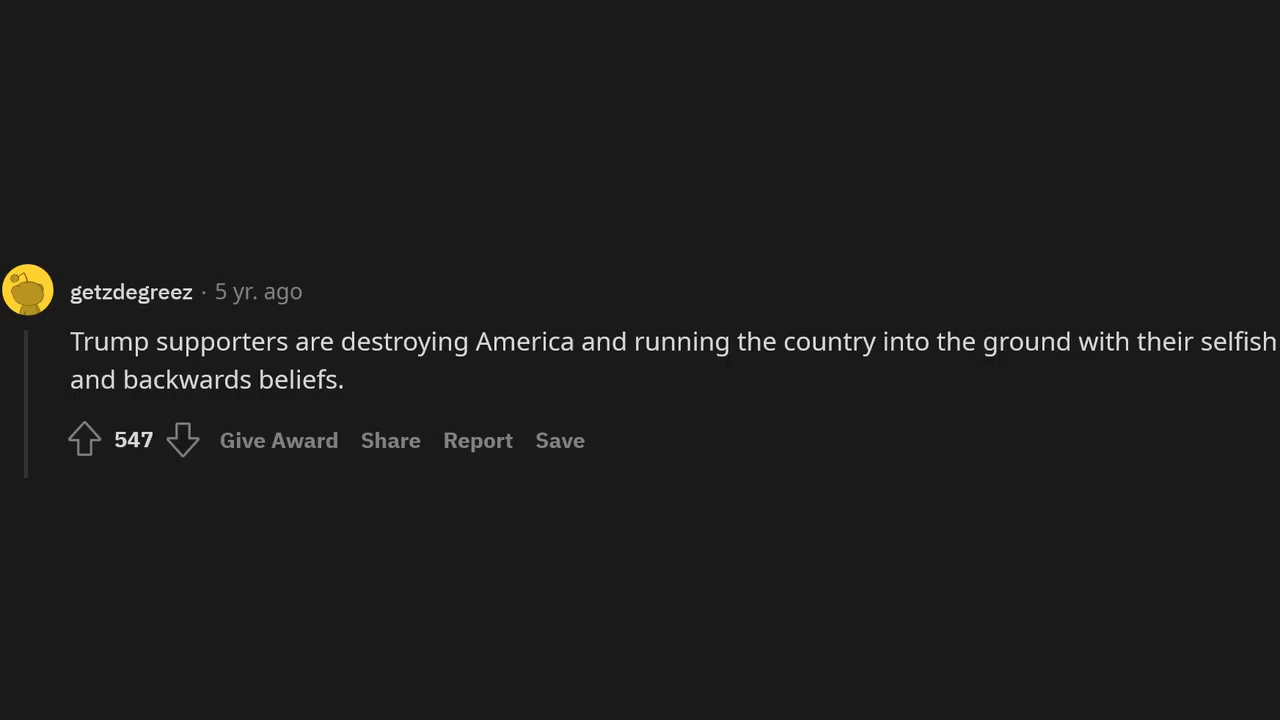 getzdegreez · 5 yr. ago
Trump supporters are destroying America and running the country into the ground with their selfish
and backwards beliefs.
547 Give Award Share Report Save